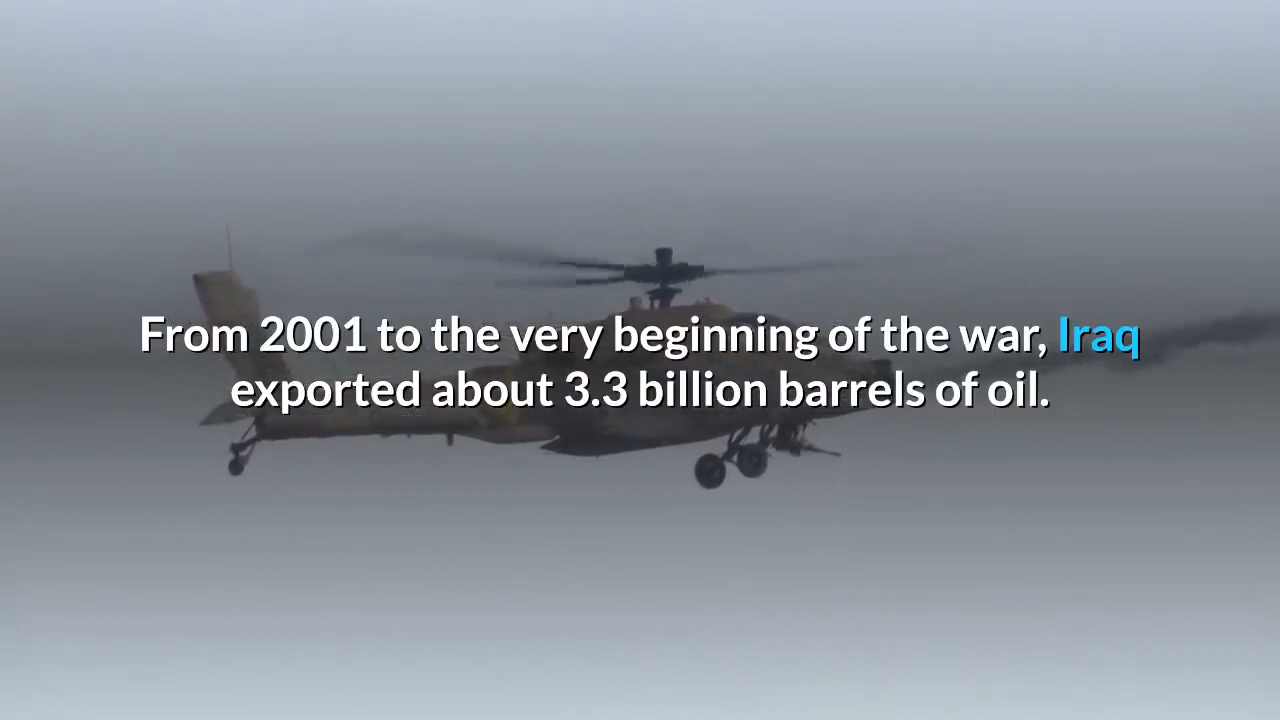 From 2001 to the very beginning of the war, Iraq
exported about 3.3 billion barrels of oil.